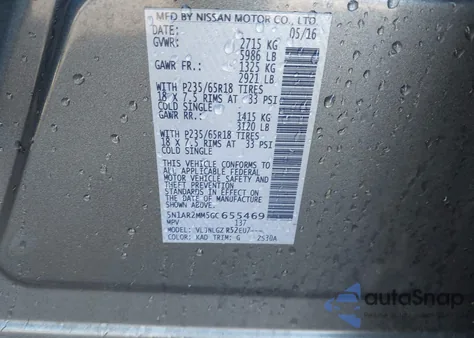 MFD BY NISSAN MOTOR CO., LTD.
DATE: 05/16
GVWR: 2715 KG
5986 LB
GAWR FR.: 1325 KG
2921 LB
WITH P235/65R18 TIRES
18 X 7.5 RIMS AT 33 PSI
COLD SINGLE
GAWR RR.: 1415 KG
3120 LB
WITH P235/65R18 TIRES
18 X 7.5 RIMS AT 33 PSI
COLD SINGLE
THIS VEHICLE CONFORMS TO
ALL APPLICABLE FEDERAL
MOTOR VEHICLE SAFETY
AND THEFT PREVENTION
STANDARDS IN EFFECT ON
THE DATE OF MANUFACTURE
SHOWN ABOVE.
5N1AR2MM5GC655469
MPV 137
MODEL:
COLOR: KAD TRIM: G
autoSnap